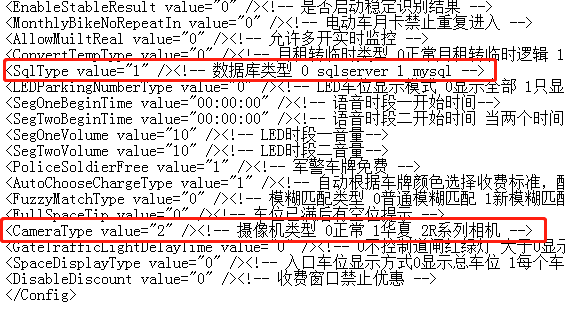 <EnableStableResult value="0" /><!-- 是否启动稳定识别结果 -->
<MonthlyBikeNoRepeatIn value="0" /><!-- 电动车月卡禁止重复进入 -->
<AllowMuiltReal value="0" /><!-- 允许多开实时监控 -->
<ConvertTempType value="0" /><!-- 月租转临时类型 0正常月租转临时逻辑 1
<SqlType value="1" /><!-- 数据库类型 0 sqlserver 1 mysql -->
<LEDParkingNumberType value="0" /><!-- LED车位显示模式 0显示全部 1只显
<SegOneBeginTime value="00:00:00" /><!-- 语音时段一开始时间-->
<SegTwoBeginTime value="00:00:00" /><!-- 语音时段二开始时间 当两个时间
<SegOneVolume value="10" /><!-- LED时段一音量-->
<SegTwoVolume value="10" /><!-- LED时段二音量-->
<PoliceSoldierFree value="1" /><!-- 军警车牌免费 -->
<AutoChooseChargeType value="1" /><!-- 自动根据车牌颜色选择收费标准，配
<FuzzyMatchType value="0" /><!-- 模糊匹配类型 0普通模糊匹配 1新模糊匹
<FullSpaceTip value="0" /><!-- 车位已满后有空位提示 -->
<CameraType value="2" /><!-- 摄像机类型 0正常 1华夏 2R系列相机 -->
<GateTrafficLightDelayTime value="0" /><!-- 0不控制道闸红绿灯 大于0显示
<SpaceDisplayType value="0" /><!-- 入口车位显示方式0显示总车位 1每个车
<DisableDiscount value="0" /><!-- 收费窗口禁止优惠 -->
</Config>